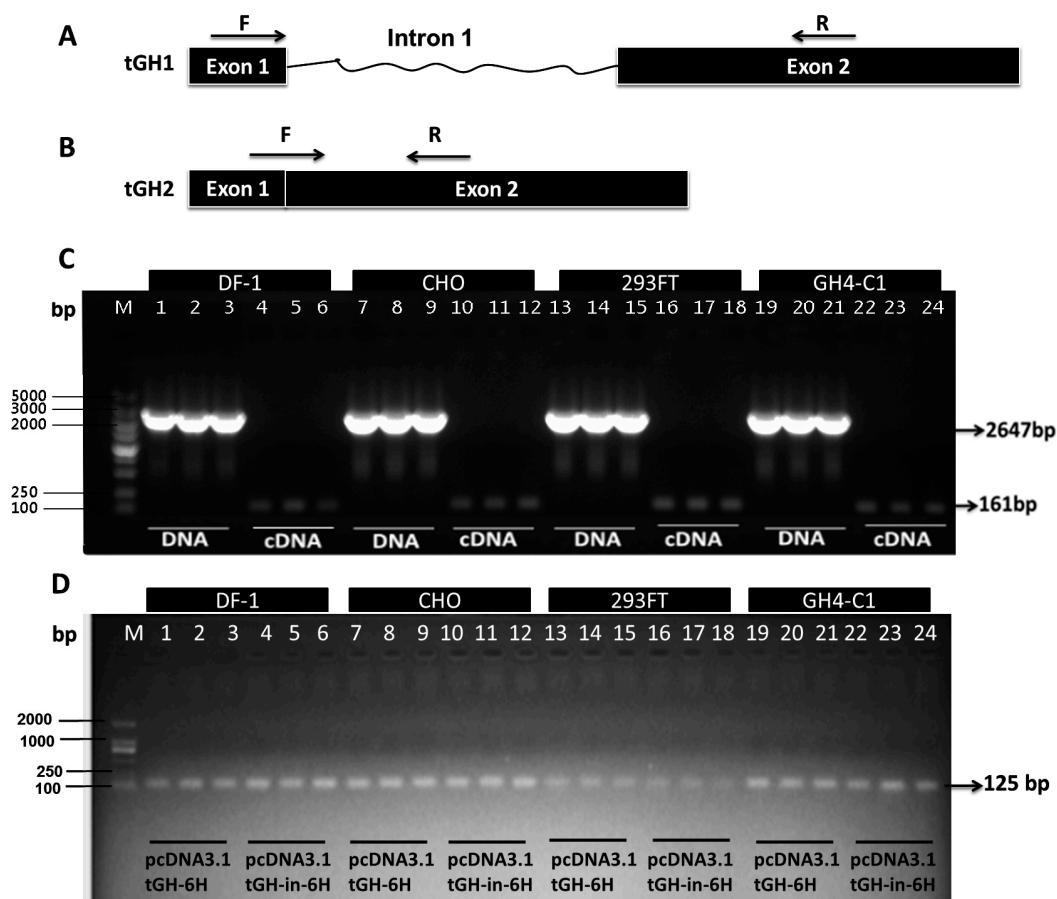 A
F
Intron 1
R
tGH1
Exon 1
Exon 2
B
F
R
tGH2
Exon 1
Exon 2
C
DF-1
CHO
293FT
GH4-C1
bp
M 1 2 3 4 5 6 7 8 9 10 11 12 13 14 15 16 17 18 19 20 21 22 23 24
5000
3000
2000
2647bp
250
100
161bp
DNA cDNA DNA cDNA DNA cDNA DNA cDNA
D
DF-1
CHO
293FT
GH4-C1
bp
M 1 2 3 4 5 6 7 8 9 10 11 12 13 14 15 16 17 18 19 20 21 22 23 24
2000
1000
250
100
125 bp
pcDNA3.1 pcDNA3.1 pcDNA3.1 pcDNA3.1 pcDNA3.1 pcDNA3.1 pcDNA3.1 pcDNA3.1
tGH-6H tGH-in-6H tGH-6H tGH-in-6H tGH-6H tGH-in-6H tGH-6H tGH-in-6H